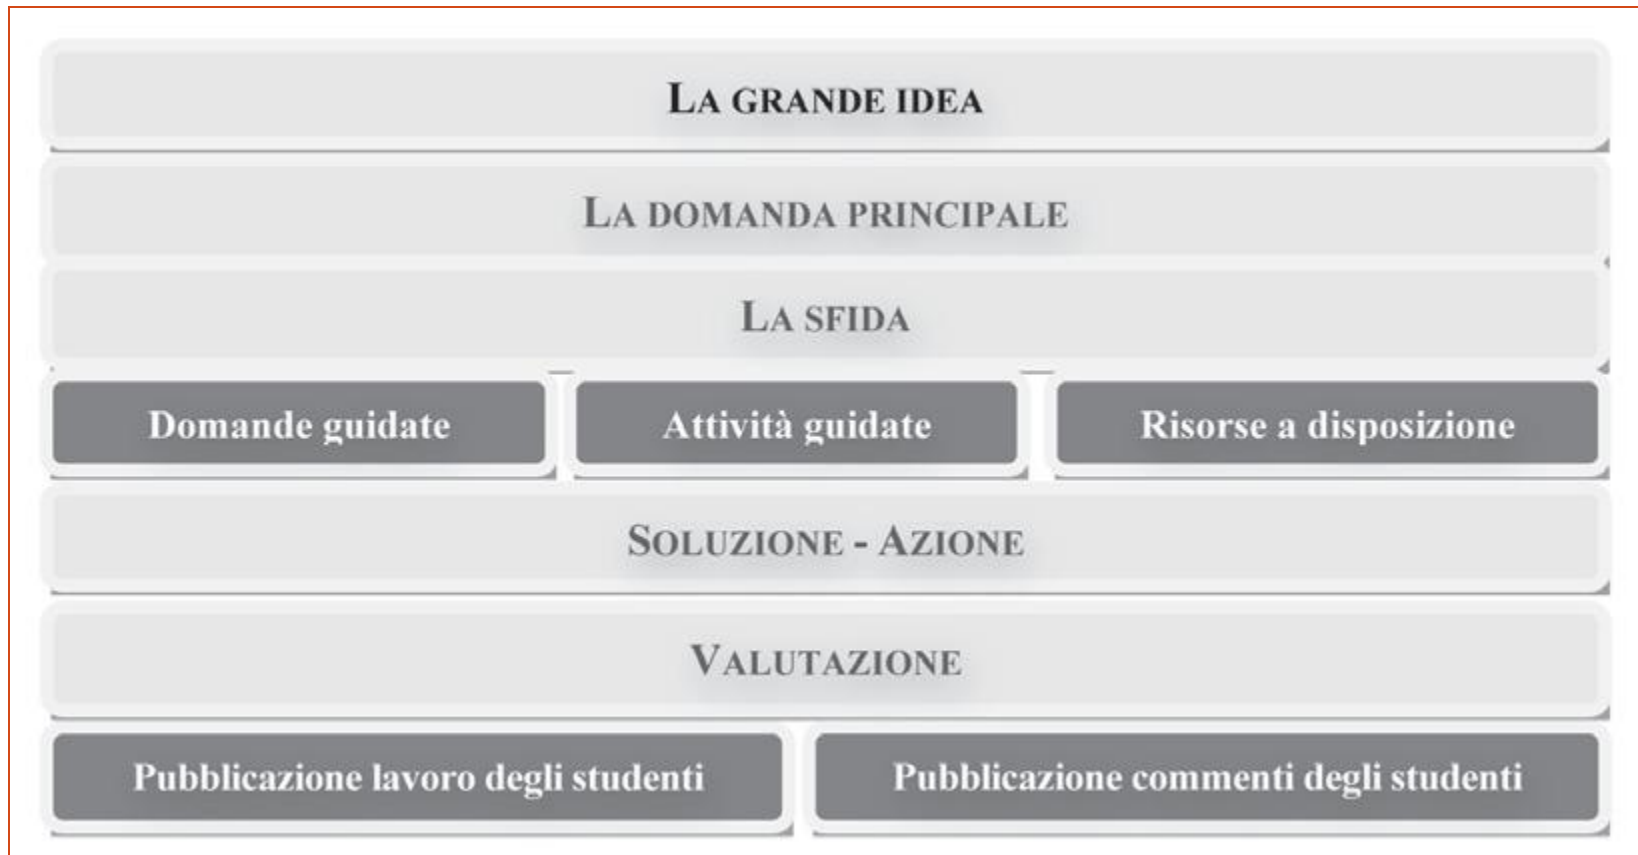 LA GRANDE IDEA
LA DOMANDA PRINCIPALE
LA SFIDA
Domande guidate
Attività guidate
Risorse a disposizione
SOLUZIONE - AZIONE
VALUTAZIONE
Pubblicazione lavoro degli studenti
Pubblicazione commenti degli studenti